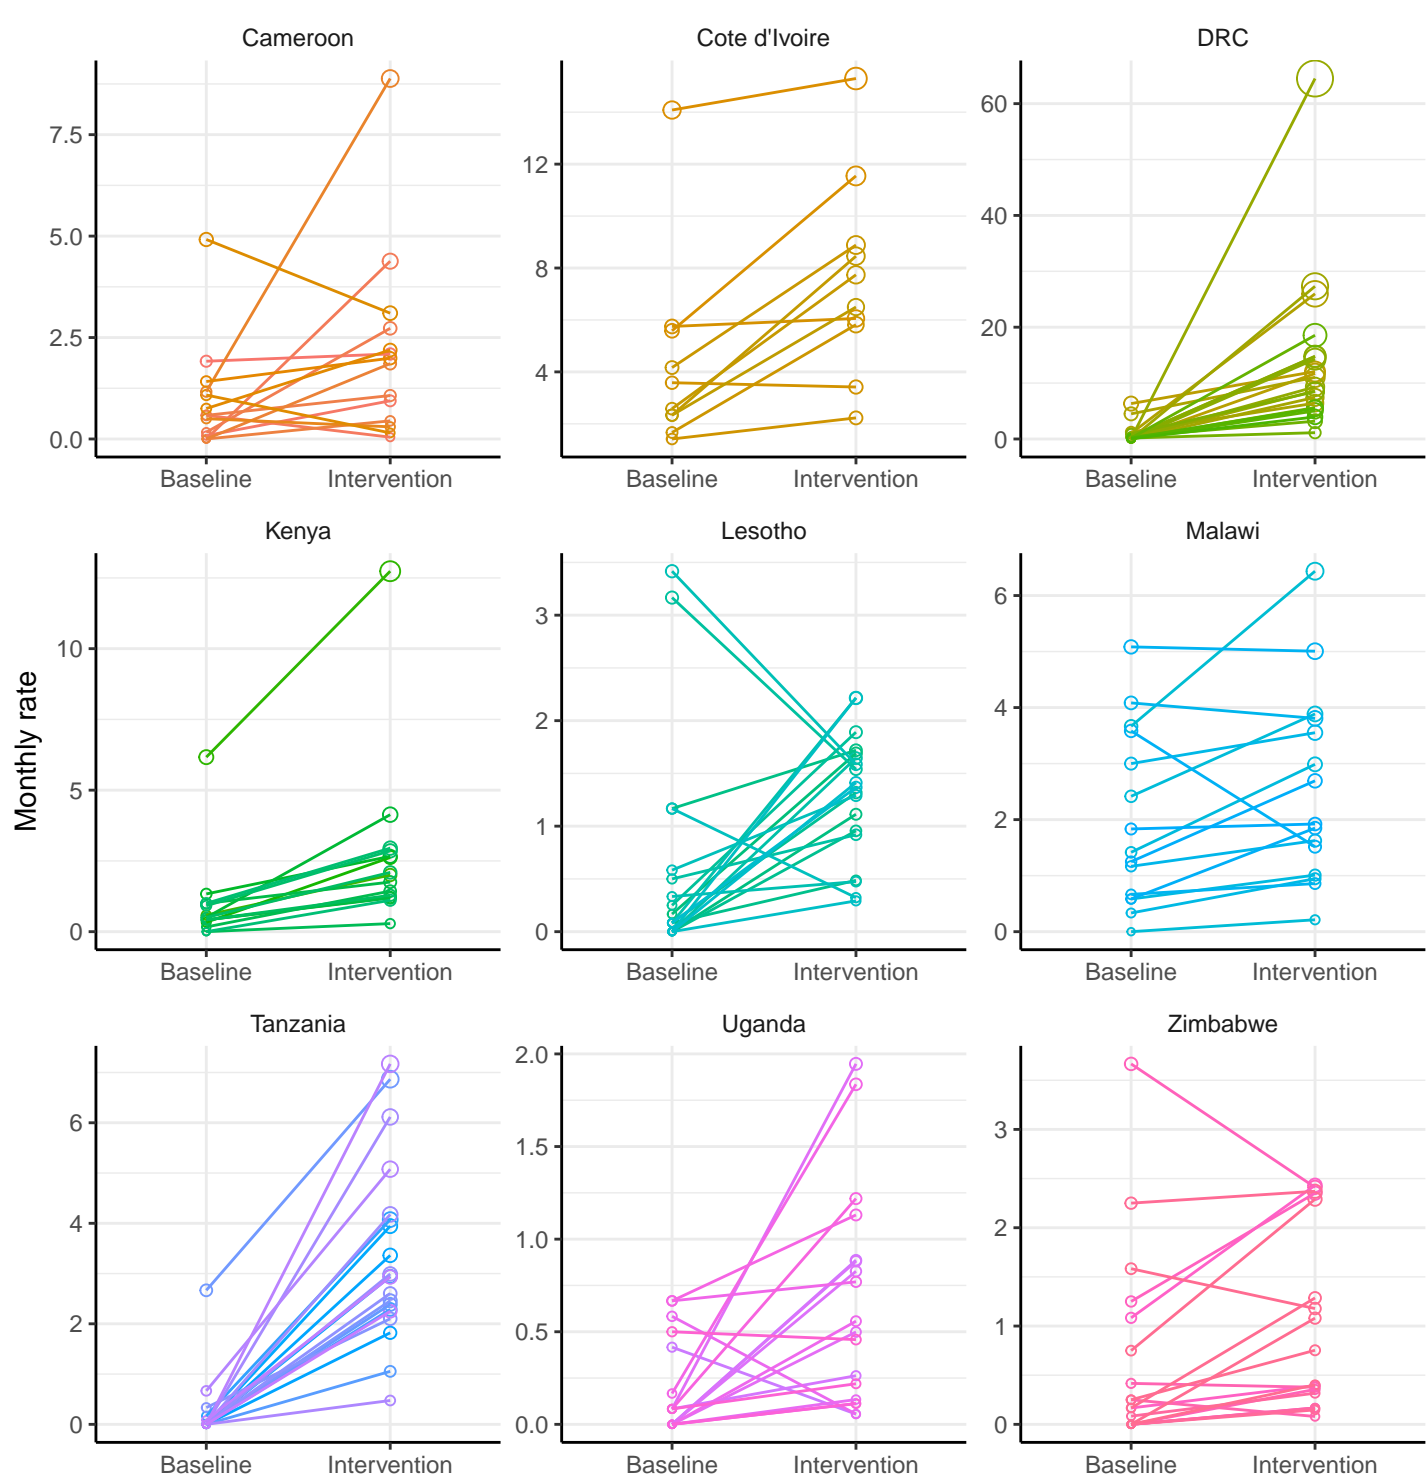 Cameroon
Cote d'Ivoire
DRC
7.5
5.0
2.5
0.0
12
8
4
60
40
20
0
Baseline
Intervention
Baseline
Intervention
Baseline
Intervention
Monthly rate
Kenya
Lesotho
Malawi
10
5
0
3
2
1
0
6
4
2
0
Baseline
Intervention
Baseline
Intervention
Baseline
Intervention
Tanzania
Uganda
Zimbabwe
6
4
2
0
2.0
1.5
1.0
0.5
0.0
3
2
1
0
Baseline
Intervention
Baseline
Intervention
Baseline
Intervention